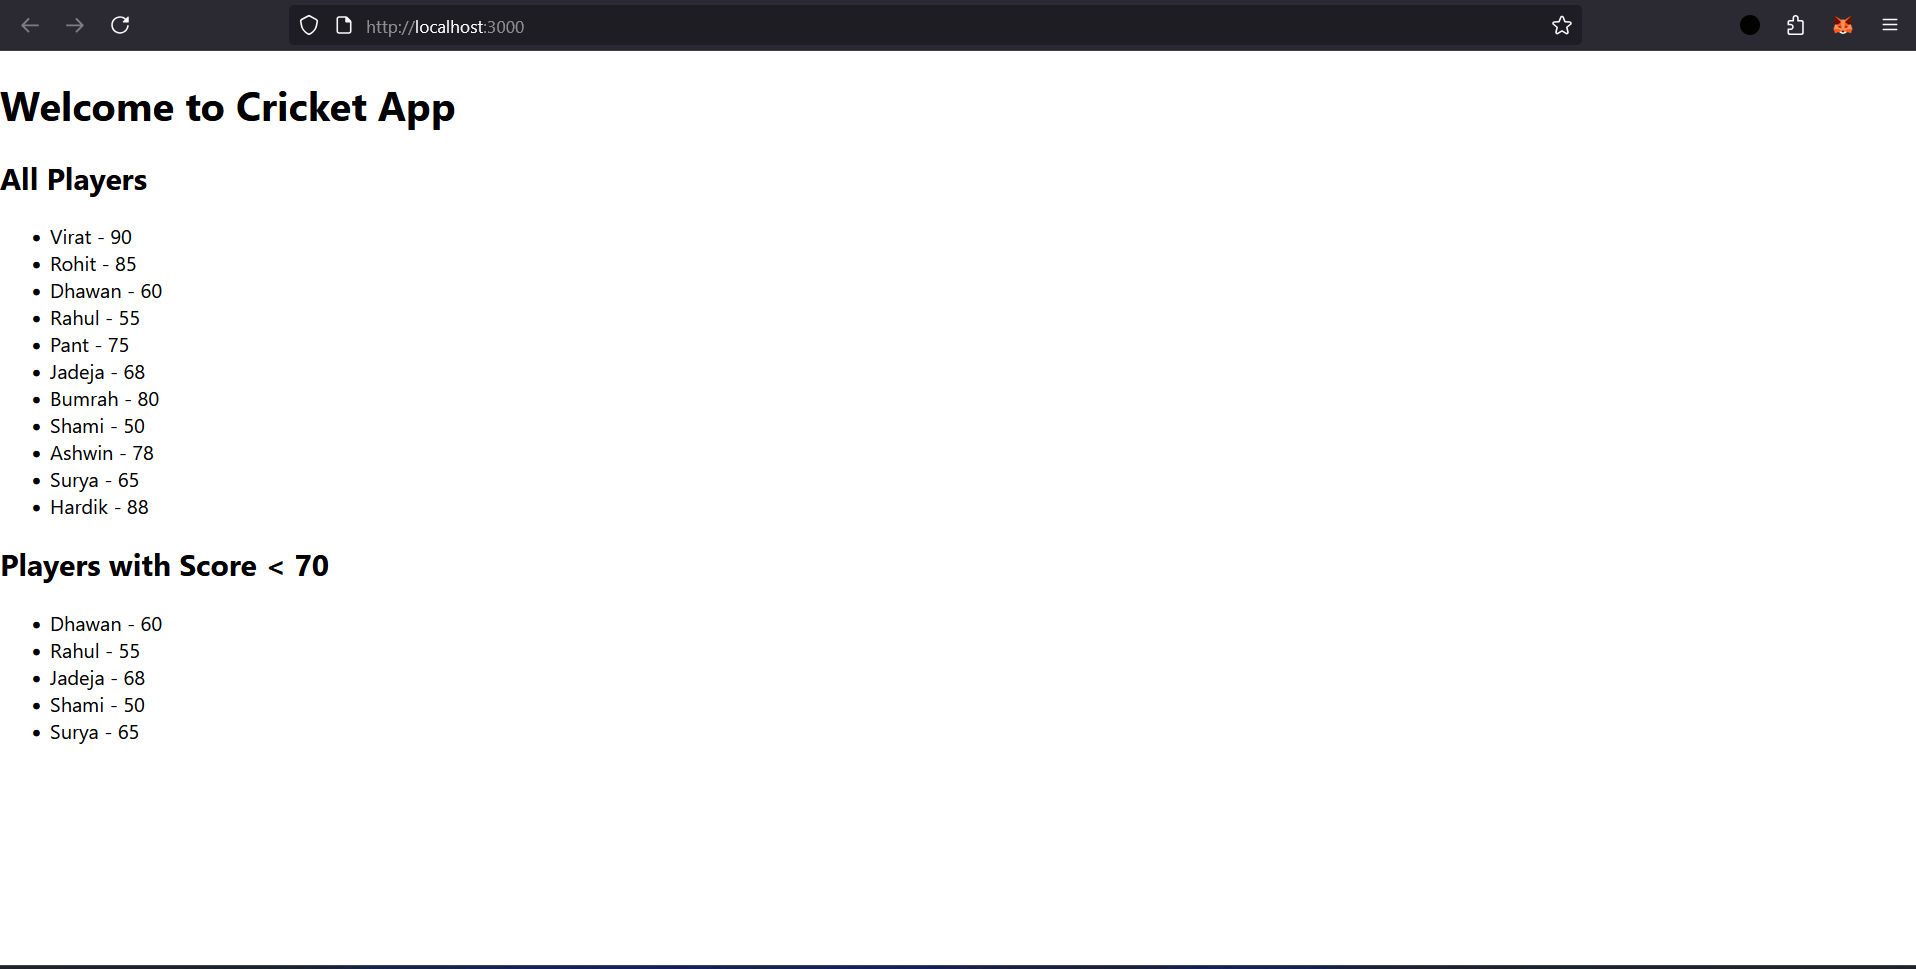 http://localhost:3000
Welcome to Cricket App
All Players
Virat - 90
Rohit - 85
Dhawan - 60
Rahul - 55
Pant - 75
Jadeja - 68
Bumrah - 80
Shami - 50
Ashwin - 78
Surya - 65
Hardik - 88
Players with Score < 70
Dhawan - 60
Rahul - 55
Jadeja - 68
Shami - 50
Surya - 65